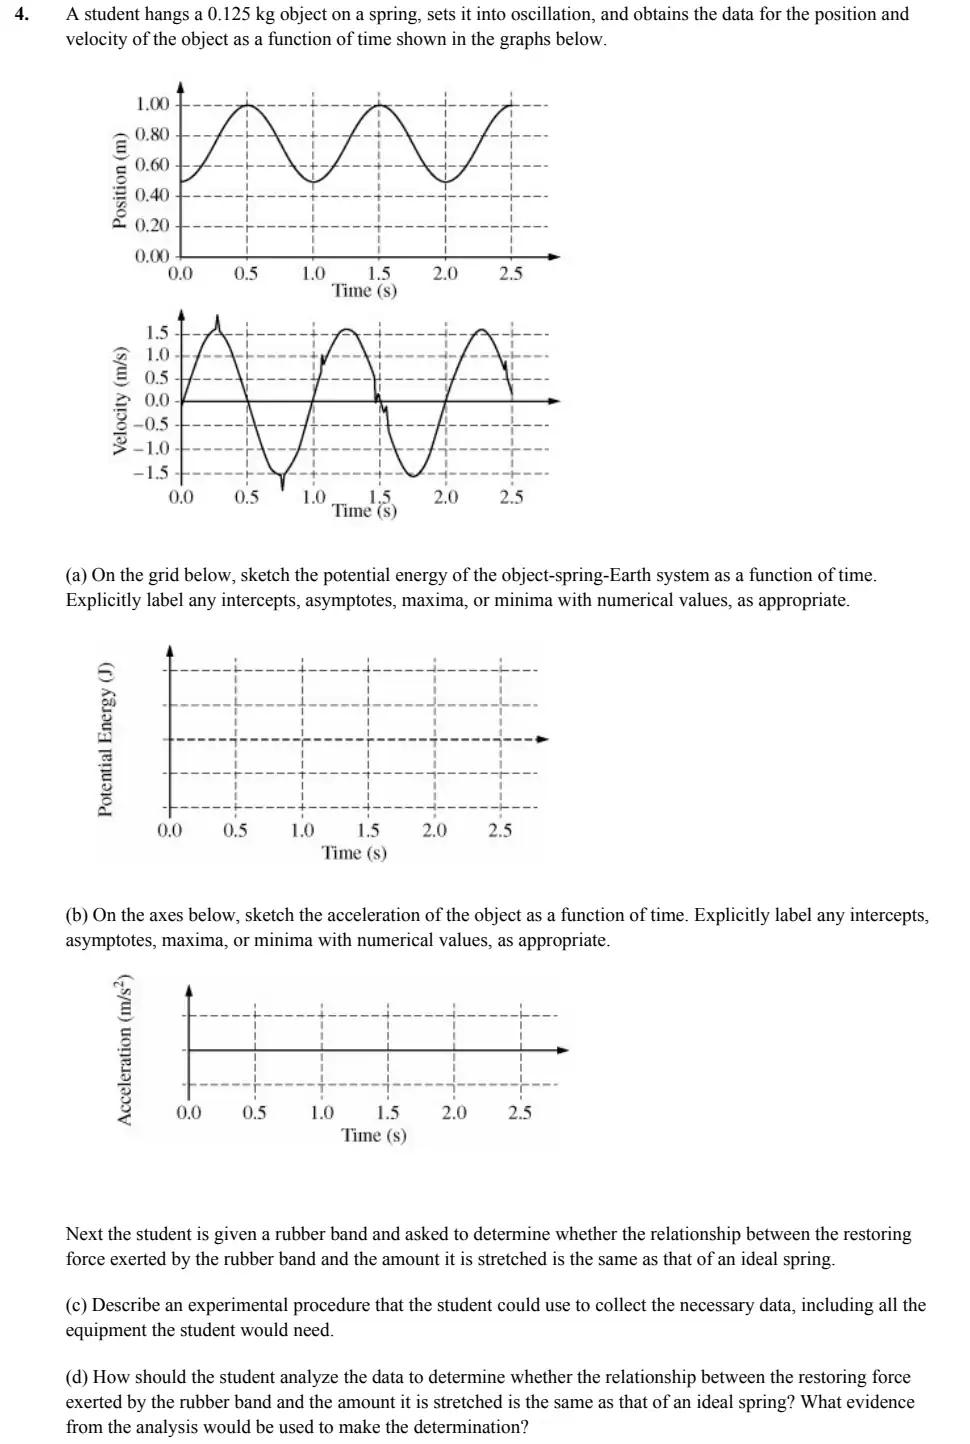 4. A student hangs a 0.125 kg object on a spring, sets it into oscillation, and obtains the data for the position and
velocity of the object as a function of time shown in the graphs below.
Position (m)
1.00
0.80
0.60
0.40
0.20
0.00
0.0 0.5 1.0 1.5 2.0 2.5
Time (s)
Velocity (m/s)
1.5
1.0
0.5
0.0
−0.5
−1.0
−1.5
0.0 0.5 1.0 1.5 2.0 2.5
Time (s)
(a) On the grid below, sketch the potential energy of the object-spring-Earth system as a function of time.
Explicitly label any intercepts, asymptotes, maxima, or minima with numerical values, as appropriate.
Potential Energy (J)
0.0 0.5 1.0 1.5 2.0 2.5
Time (s)
(b) On the axes below, sketch the acceleration of the object as a function of time. Explicitly label any intercepts,
asymptotes, maxima, or minima with numerical values, as appropriate.
Acceleration (m/s²)
0.0 0.5 1.0 1.5 2.0 2.5
Time (s)
Next the student is given a rubber band and asked to determine whether the relationship between the restoring
force exerted by the rubber band and the amount it is stretched is the same as that of an ideal spring.
(c) Describe an experimental procedure that the student could use to collect the necessary data, including all the
equipment the student would need.
(d) How should the student analyze the data to determine whether the relationship between the restoring force
exerted by the rubber band and the amount it is stretched is the same as that of an ideal spring? What evidence
from the analysis would be used to make the determination?